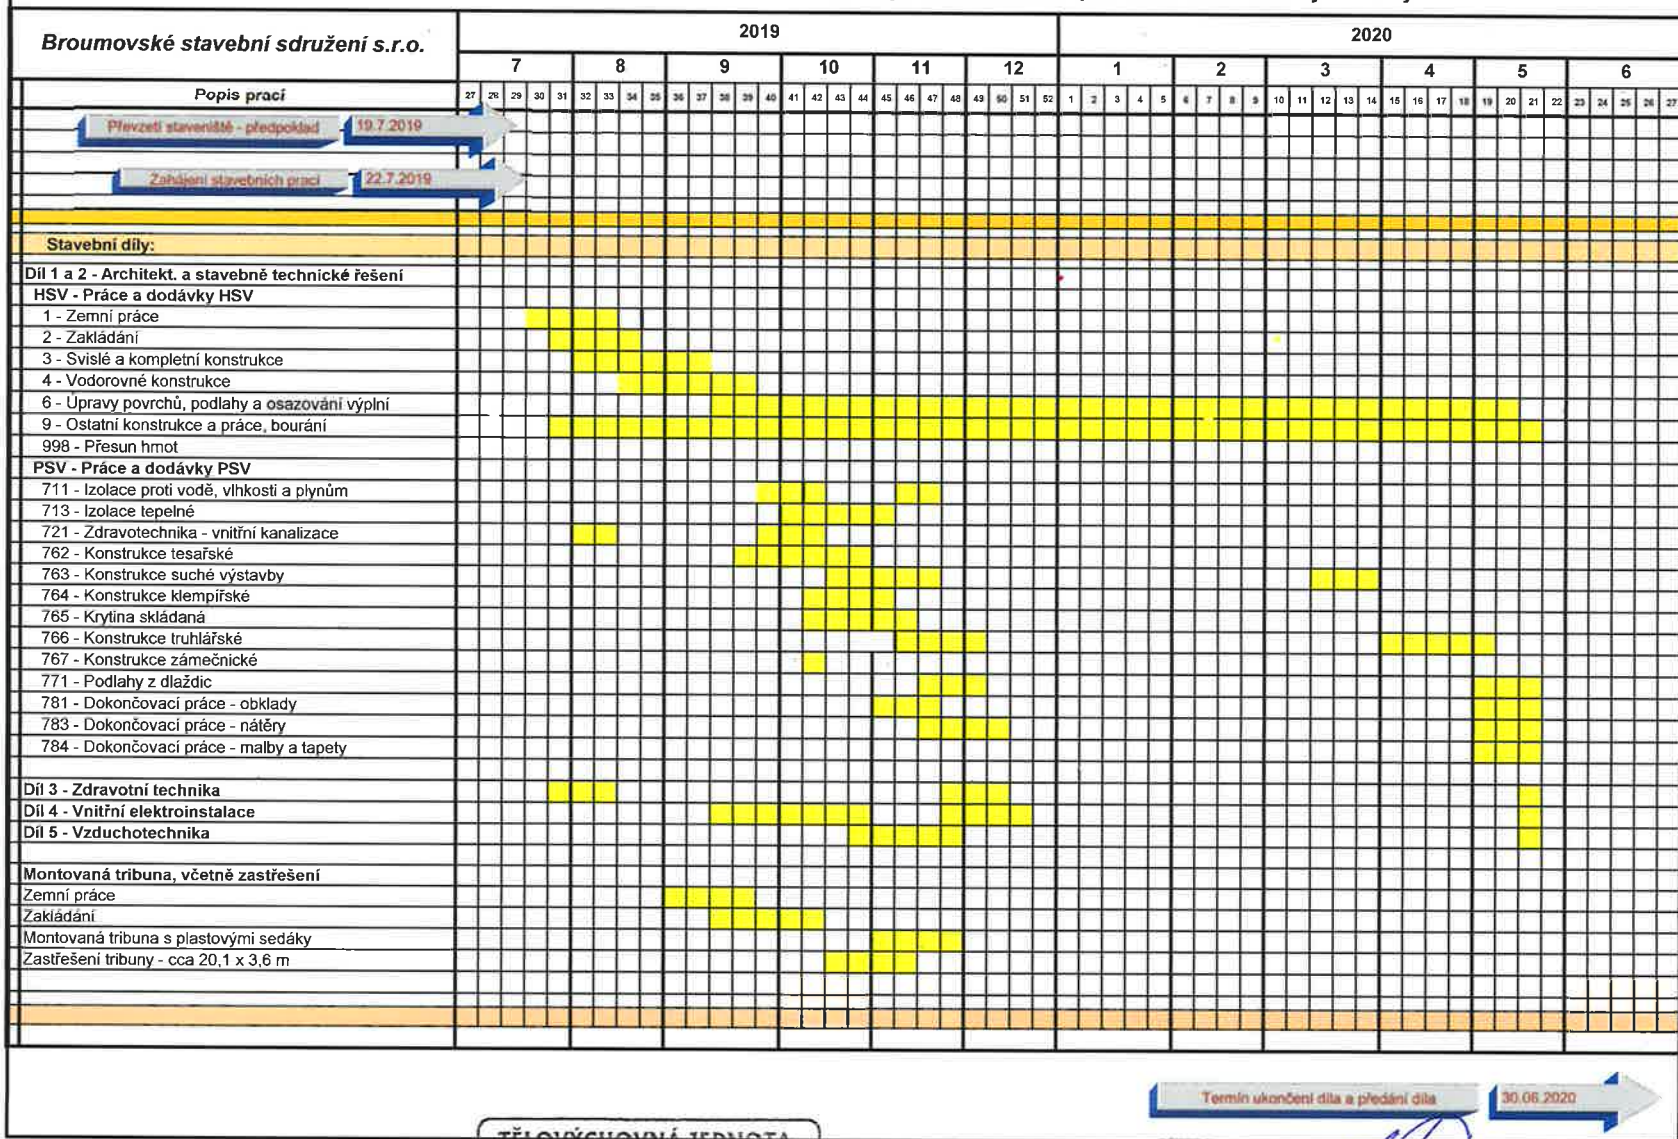 Broumovské stavební sdružení s.r.o.
2019 2020
7 8 9 10 11 12 1 2 3 4 5 6
Popis prací
27 28 29 30 31 32 33 34 35 36 37 38 39 40 41 42 43 44 45 46 47 48 49 50 51 52 1 2 3 4 5 6 7 8 9 10 11 12 13 14 15 16 17 18 19 20 21 22 23 24 25 26 27
Převzetí staveniště - předpoklad 19.7.2019
Zahájení stavebních prací 22.7.2019
Stavební díly:
Díl 1 a 2 - Architekt. a stavebně technické řešení
HSV - Práce a dodávky HSV
1 - Zemní práce
2 - Zakládání
3 - Svislé a kompletní konstrukce
4 - Vodorovné konstrukce
6 - Úpravy povrchů, podlahy a osazování výplní
9 - Ostatní konstrukce a práce, bourání
998 - Přesun hmot
PSV - Práce a dodávky PSV
711 - Izolace proti vodě, vlhkosti a plynům
713 - Izolace tepelné
721 - Zdravotechnika - vnitřní kanalizace
762 - Konstrukce tesařské
763 - Konstrukce suché výstavby
764 - Konstrukce klempířské
765 - Krytina skládaná
766 - Konstrukce truhlářské
767 - Konstrukce zámečnické
771 - Podlahy z dlaždic
781 - Dokončovací práce - obklady
783 - Dokončovací práce - nátěry
784 - Dokončovací práce - malby a tapety
Díl 3 - Zdravotní technika
Díl 4 - Vnitřní elektroinstalace
Díl 5 - Vzduchotechnika
Montovaná tribuna, včetně zastřešení
Zemní práce
Zakládání
Montovaná tribuna s plastovými sedáky
Zastřešení tribuny - cca 20,1 x 3,6 m
Termín ukončení díla a předání díla 30.06.2020
TĚLOVÝCHOVNÁ JEDNOTA